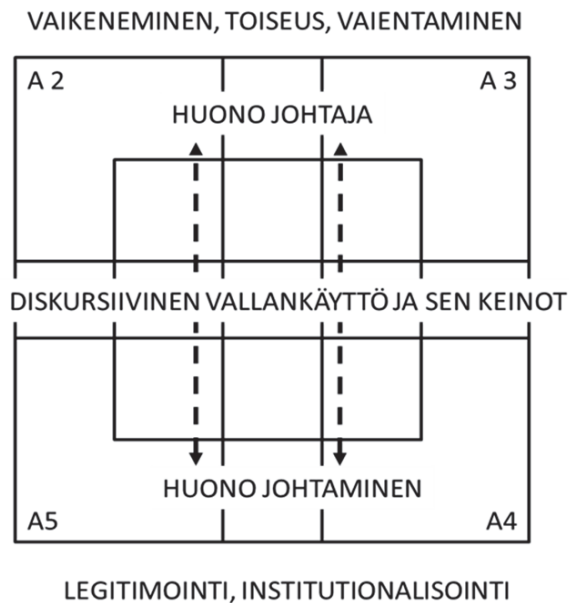 VAIKENEMINEN, TOISEUS, VAIENTAMINEN
A 2
A 3
HUONO JOHTAJA
DISKURSIIVINEN VALLANKÄYTTÖ JA SEN KEINOT
HUONO JOHTAMINEN
A5
A4
LEGITIMOINTI, INSTITUTIONALISOINTI